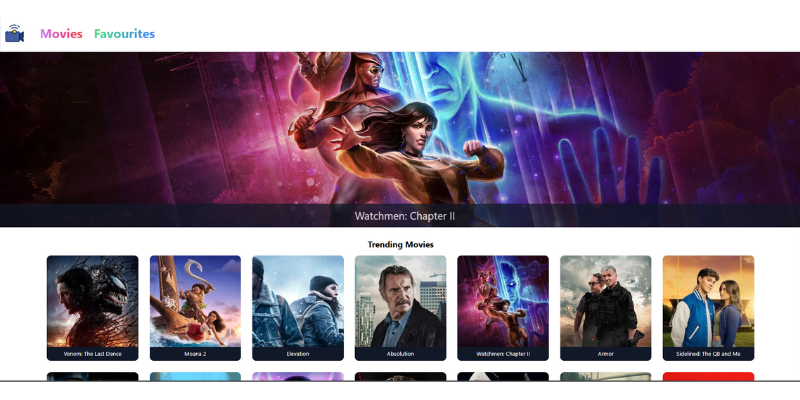 Movies Favourites
Watchmen: Chapter II
Trending Movies
Venom: The Last Dance
Moana 2
Elevation
Absolution
Watchmen: Chapter II
Armor
Sidelined: The QB and Me